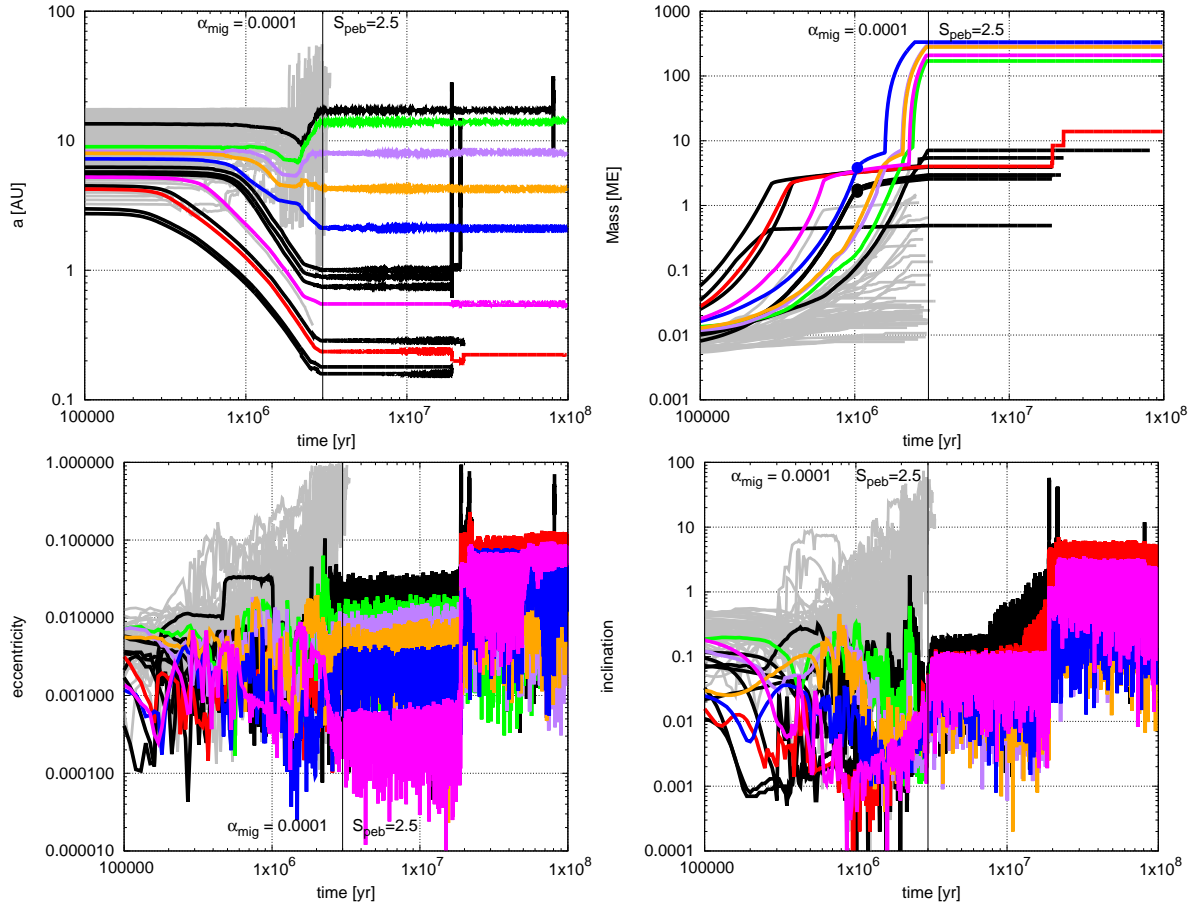 α_mig = 0.0001 S_peb=2.5
100
10
1
0.1
a [AU]
100000 1x10^6 1x10^7 1x10^8
time [yr]
α_mig = 0.0001 S_peb=2.5
1000
100
10
1
0.1
0.01
0.001
Mass [ME]
100000 1x10^6 1x10^7 1x10^8
time [yr]
1.000000
0.100000
0.010000
0.001000
0.000100
0.000010
eccentricity
α_mig = 0.0001 S_peb=2.5
100000 1x10^6 1x10^7 1x10^8
time [yr]
α_mig = 0.0001 S_peb=2.5
100
10
1
0.1
0.01
0.001
0.0001
inclination
100000 1x10^6 1x10^7 1x10^8
time [yr]